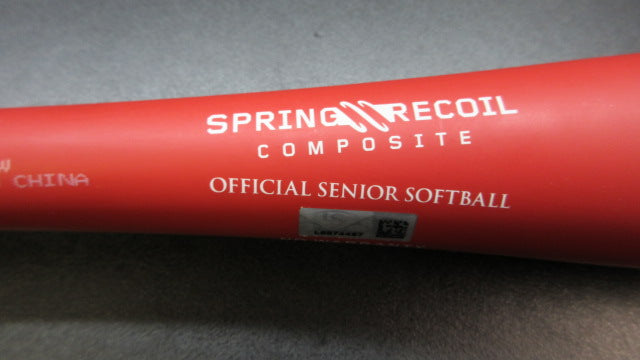 SPRING RECOIL
COMPOSITE
CHINA
OFFICIAL SENIOR SOFTBALL